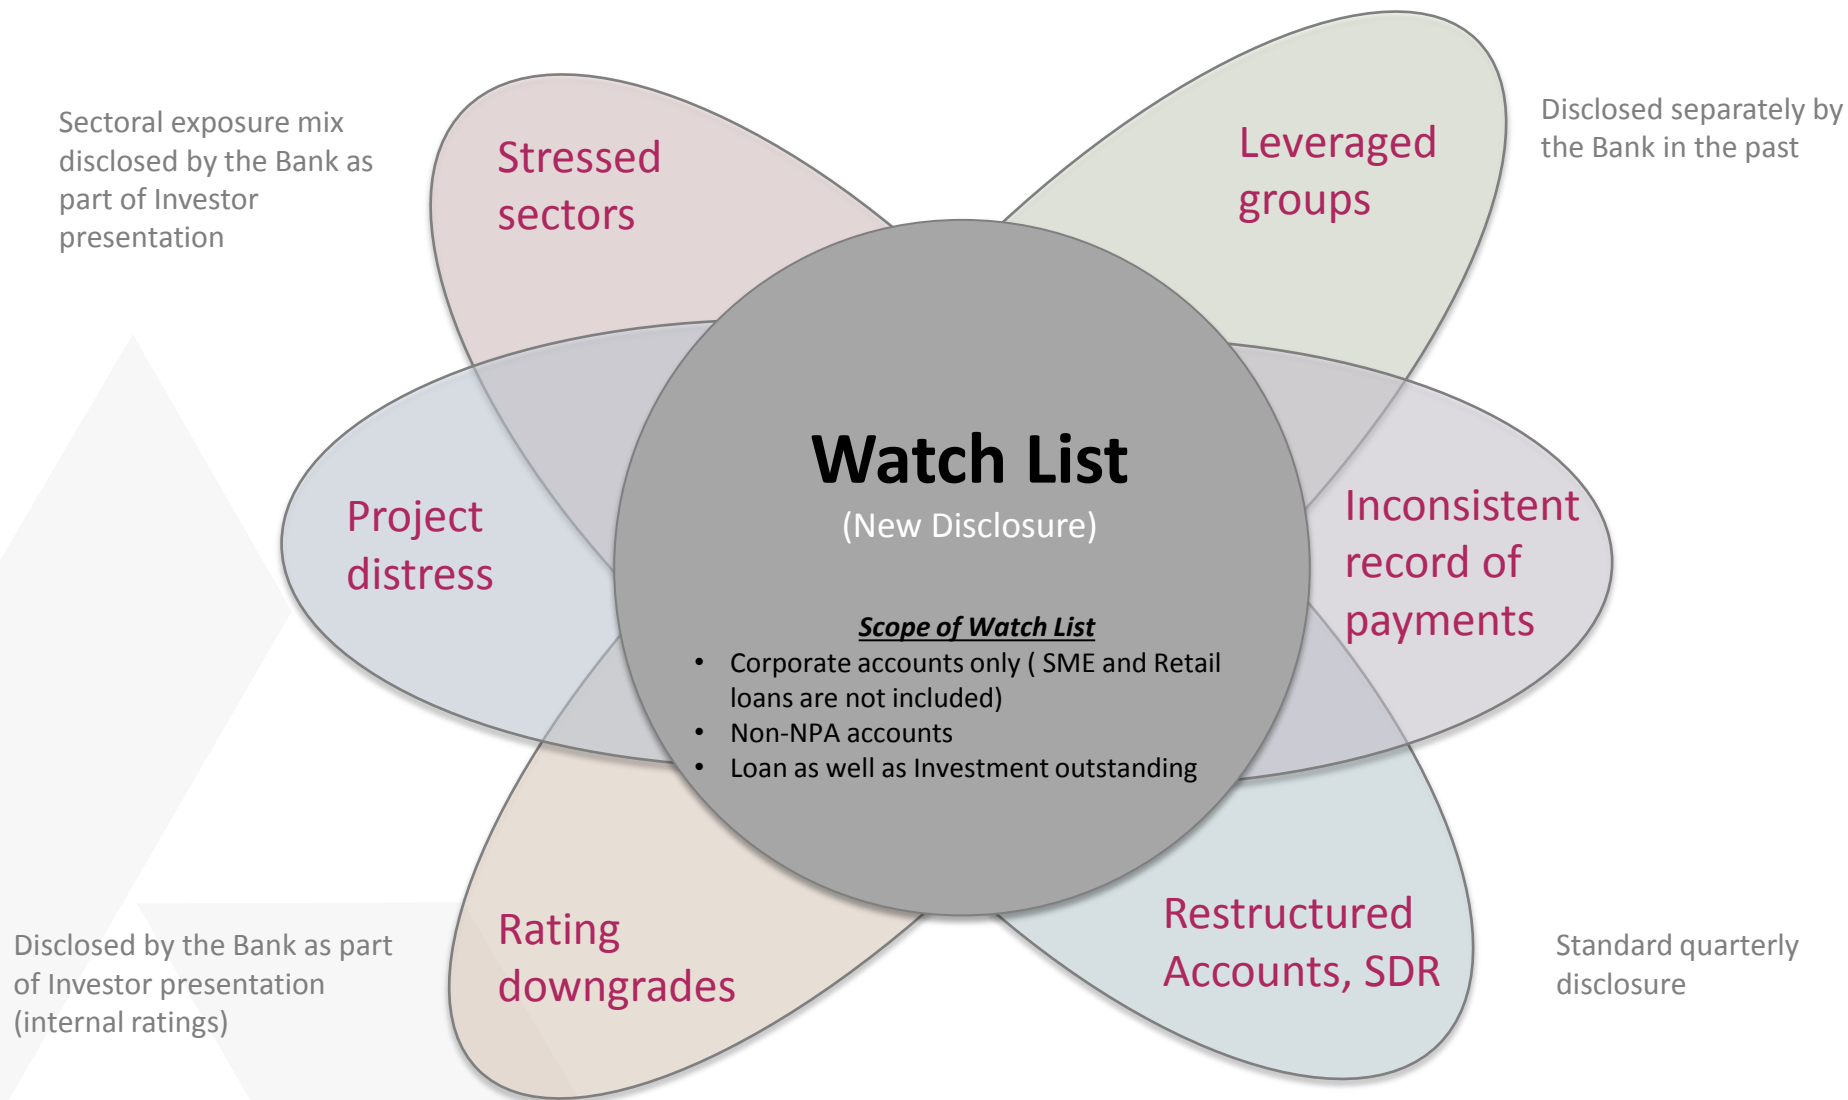 Sectoral exposure mix
disclosed by the Bank as
part of Investor
presentation
Stressed
sectors
Leveraged
groups
Disclosed separately by
the Bank in the past
Project
distress
Watch List
(New Disclosure)
Scope of Watch List
• Corporate accounts only ( SME and Retail
loans are not included)
• Non-NPA accounts
• Loan as well as Investment outstanding
Inconsistent
record of
payments
Disclosed by the Bank as part
of Investor presentation
(internal ratings)
Rating
downgrades
Restructured
Accounts, SDR
Standard quarterly
disclosure